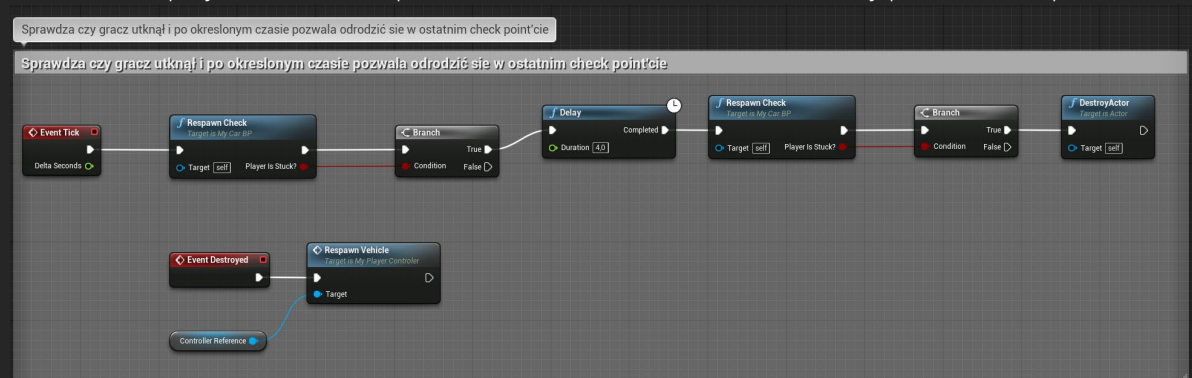 Sprawdza czy gracz utknął i po okreslonym czasie pozwala odrodzić sie w ostatnim check point'cie
Sprawdza czy gracz utknął i po okreslonym czasie pozwala odrodzić sie w ostatnim check point'cie
Event Tick
Delta Seconds
Respawn Check
Target is My Car BP
Target self
Player Is Stuck?
Branch
True
Condition
False
Delay
Completed
Duration 4,0
Respawn Check
Target is My Car BP
Target self
Player Is Stuck?
Branch
True
Condition
False
DestroyActor
Target is Actor
Target self
Event Destroyed
Respawn Vehicle
Target is My Player Controler
Target
Controller Reference